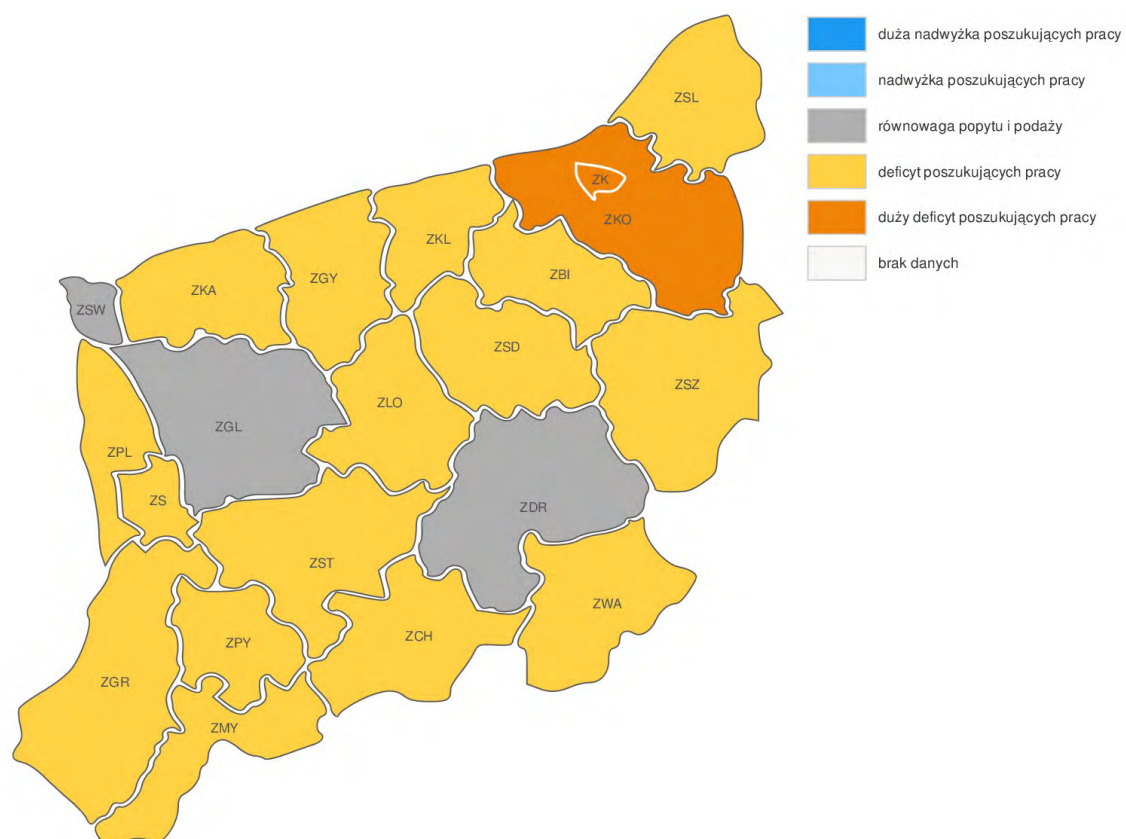 duża nadwyżka poszukujących pracy
nadwyżka poszukujących pracy
równowaga popytu i podaży
deficyt poszukujących pracy
duży deficyt poszukujących pracy
brak danych
ZSL
ZK
ZKO
ZKL
ZBI
ZGY
ZKA
ZSW
ZSD
ZSZ
ZLO
ZGL
ZPL
ZS
ZDR
ZST
ZWA
ZCH
ZPY
ZGR
ZMY